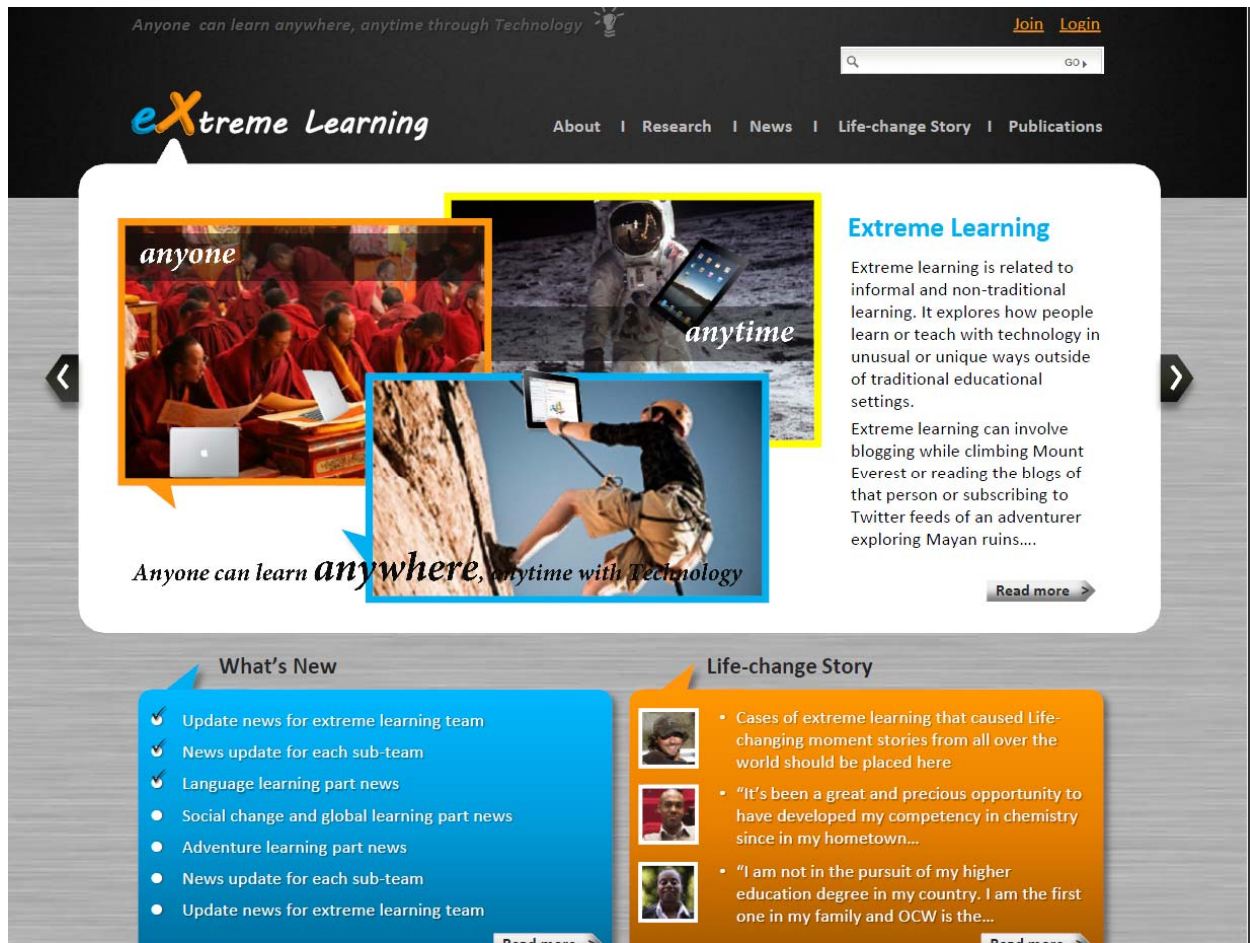 Anyone can learn anywhere, anytime through Technology
Join Login
GO
eXtreme Learning
About I Research I News I Life-change Story I Publications
anyone
anytime
Anyone can learn anywhere, anytime with Technology
Extreme Learning
Extreme learning is related to
informal and non-traditional
learning. It explores how people
learn or teach with technology in
unusual or unique ways outside
of traditional educational
settings.
Extreme learning can involve
blogging while climbing Mount
Everest or reading the blogs of
that person or subscribing to
Twitter feeds of an adventurer
exploring Mayan ruins....
Read more >
What's New
Update news for extreme learning team
News update for each sub-team
Language learning part news
Social change and global learning part news
Adventure learning part news
News update for each sub-team
Update news for extreme learning team
Read more >
Life-change Story
• Cases of extreme learning that caused Life-
changing moment stories from all over the
world should be placed here
• “It's been a great and precious opportunity to
have developed my competency in chemistry
since in my hometown...
• “I am not in the pursuit of my higher
education degree in my country. I am the first
one in my family and OCW is the...
Read more >